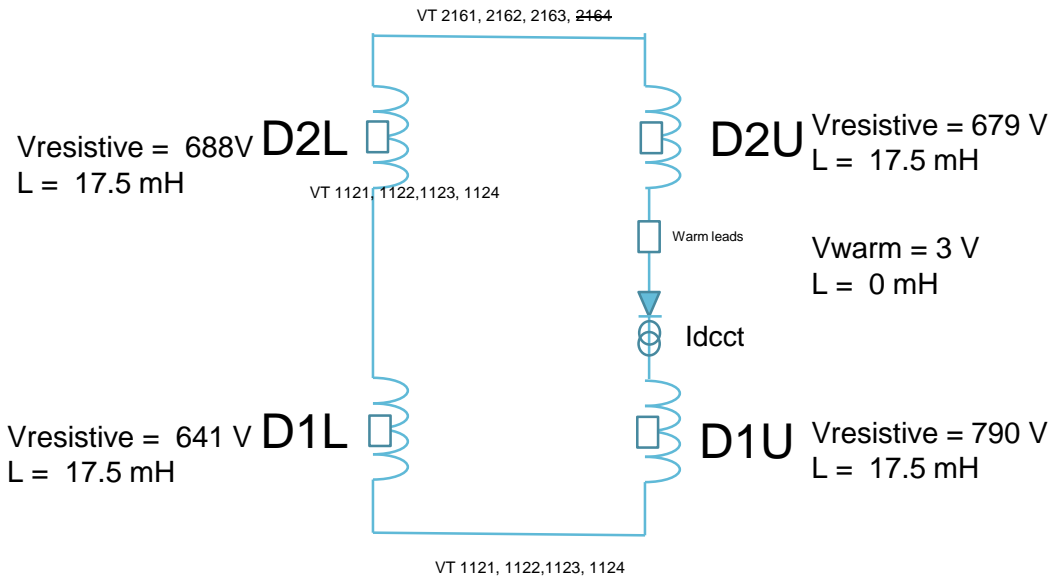 VT 2161, 2162, 2163, 2164
Vresistive = 688V
L = 17.5 mH
D2L
D2U
Vresistive = 679 V
L = 17.5 mH
VT 1121, 1122,1123, 1124
Warm leads
Vwarm = 3 V
L = 0 mH
Idcct
Vresistive = 641 V
L = 17.5 mH
D1L
D1U
Vresistive = 790 V
L = 17.5 mH
VT 1121, 1122,1123, 1124